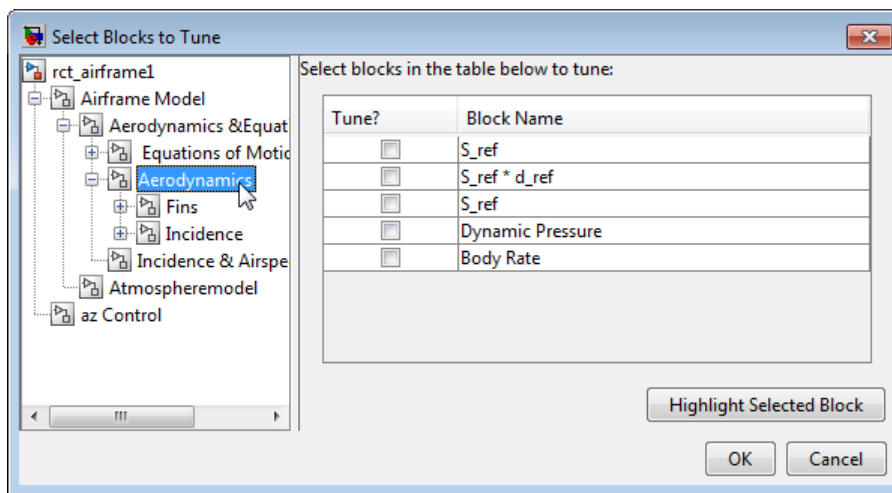 Select Blocks to Tune
rct_airframe1
Airframe Model
Aerodynamics &Equat
Equations of Motic
Aerodynamics
Fins
Incidence
Incidence & Airspe
Atmospheremodel
az Control
Select blocks in the table below to tune:
Tune? Block Name
S_ref
S_ref * d_ref
S_ref
Dynamic Pressure
Body Rate
Highlight Selected Block
OK Cancel